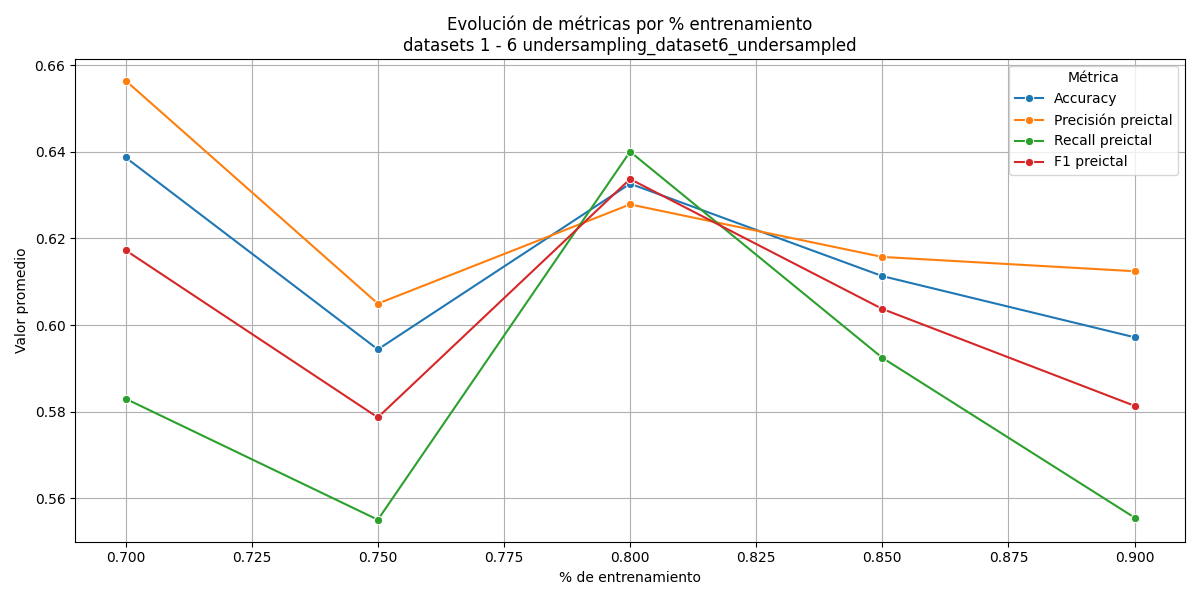 Evolución de métricas por % entrenamiento
datasets 1 - 6 undersampling_dataset6_undersampled
Métrica
Accuracy
Precisión preictal
Recall preictal
F1 preictal
Valor promedio
0.66
0.64
0.62
0.60
0.58
0.56
0.700 0.725 0.750 0.775 0.800 0.825 0.850 0.875 0.900
% de entrenamiento